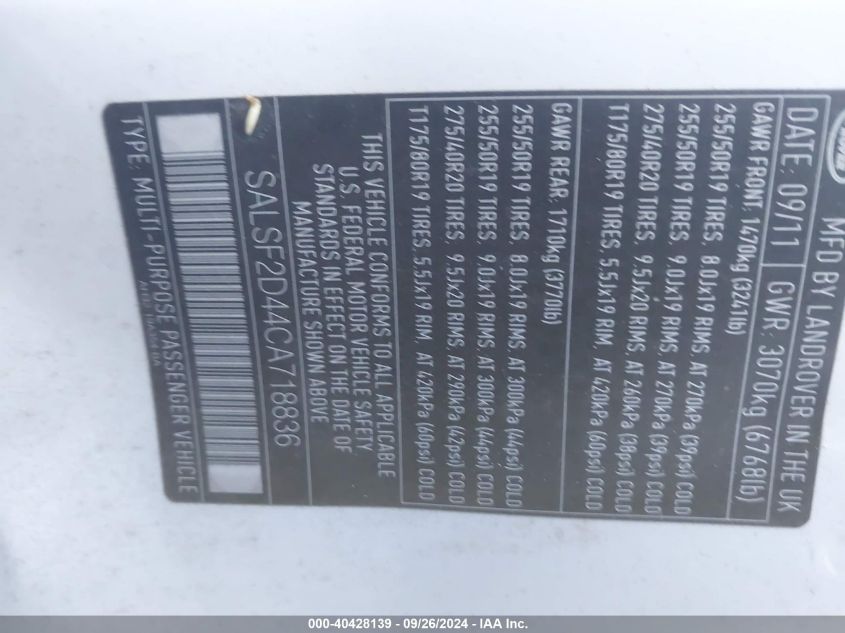 MFD BY LANDROVER IN THE UK
DATE: 09/11 GWR: 3070kg (6768lb)
GAWR FRONT: 1470kg (3241lb)
255/50R19 TIRES, 8.0Jx19 RIMS, AT 270kPa (39psi) COLD
255/50R19 TIRES, 9.0Jx19 RIMS, AT 270kPa (39psi) COLD
275/40R20 TIRES, 9.5Jx20 RIMS, AT 260kPa (38psi) COLD
T175/80R19 TIRES, 5.5Jx19 RIM, AT 420kPa (60psi) COLD
GAWR REAR: 1710kg (3770lb)
255/50R19 TIRES, 8.0Jx19 RIMS, AT 300kPa (44psi) COLD
255/50R19 TIRES, 9.0Jx19 RIMS, AT 300kPa (44psi) COLD
275/40R20 TIRES, 9.5Jx20 RIMS, AT 290kPa (42psi) COLD
T175/80R19 TIRES, 5.5Jx19 RIM, AT 420kPa (60psi) COLD
THIS VEHICLE CONFORMS TO ALL APPLICABLE
U.S. FEDERAL MOTOR VEHICLE SAFETY
STANDARDS IN EFFECT ON THE DATE OF
MANUFACTURE SHOWN ABOVE
SALSF2D44CA718836
TYPE: MULTI-PURPOSE PASSENGER VEHICLE
000-40428139 - 09/26/2024 - IAA Inc.